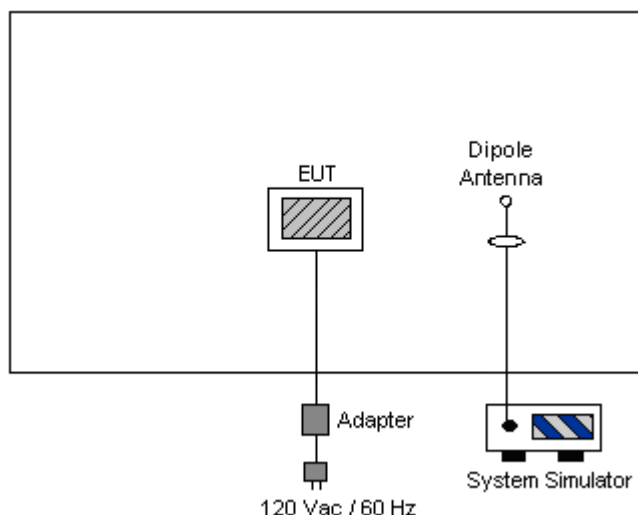 EUT
Dipole
Antenna
Adapter
System Simulator
120 Vac / 60 Hz